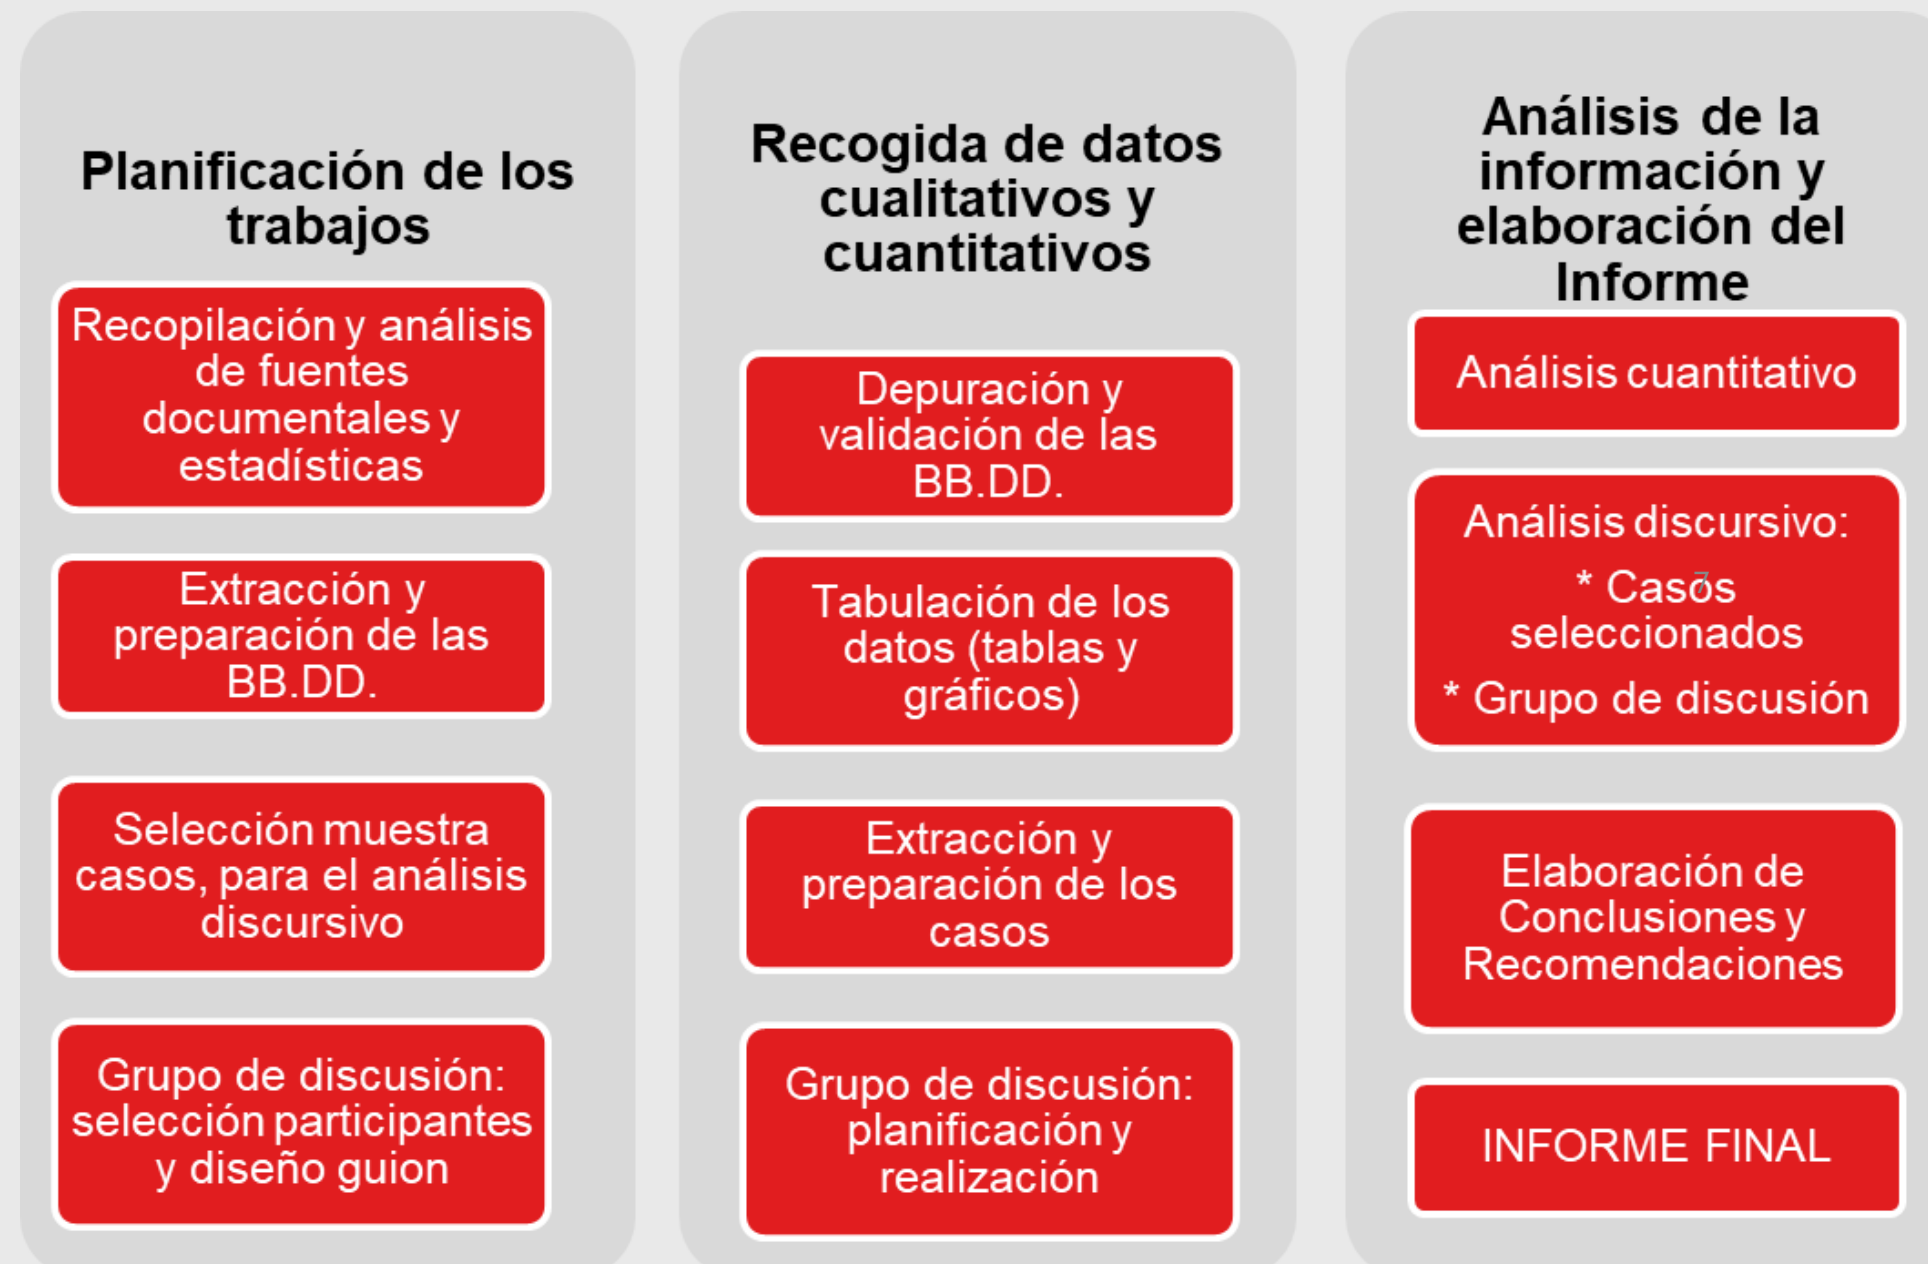 Planificación de los
trabajos
Recopilación y análisis
de fuentes
documentales y
estadísticas
Extracción y
preparación de las
BB.DD.
Selección muestra
casos, para el análisis
discursivo
Grupo de discusión:
selección participantes
y diseño guion
Recogida de datos
cualitativos y
cuantitativos
Depuración y
validación de las
BB.DD.
Tabulación de los
datos (tablas y
gráficos)
Extracción y
preparación de los
casos
Grupo de discusión:
planificación y
realización
Análisis de la
información y
elaboración del
Informe
Análisis cuantitativo
Análisis discursivo:
* Casos
seleccionados
* Grupo de discusión
7
Elaboración de
Conclusiones y
Recomendaciones
INFORME FINAL